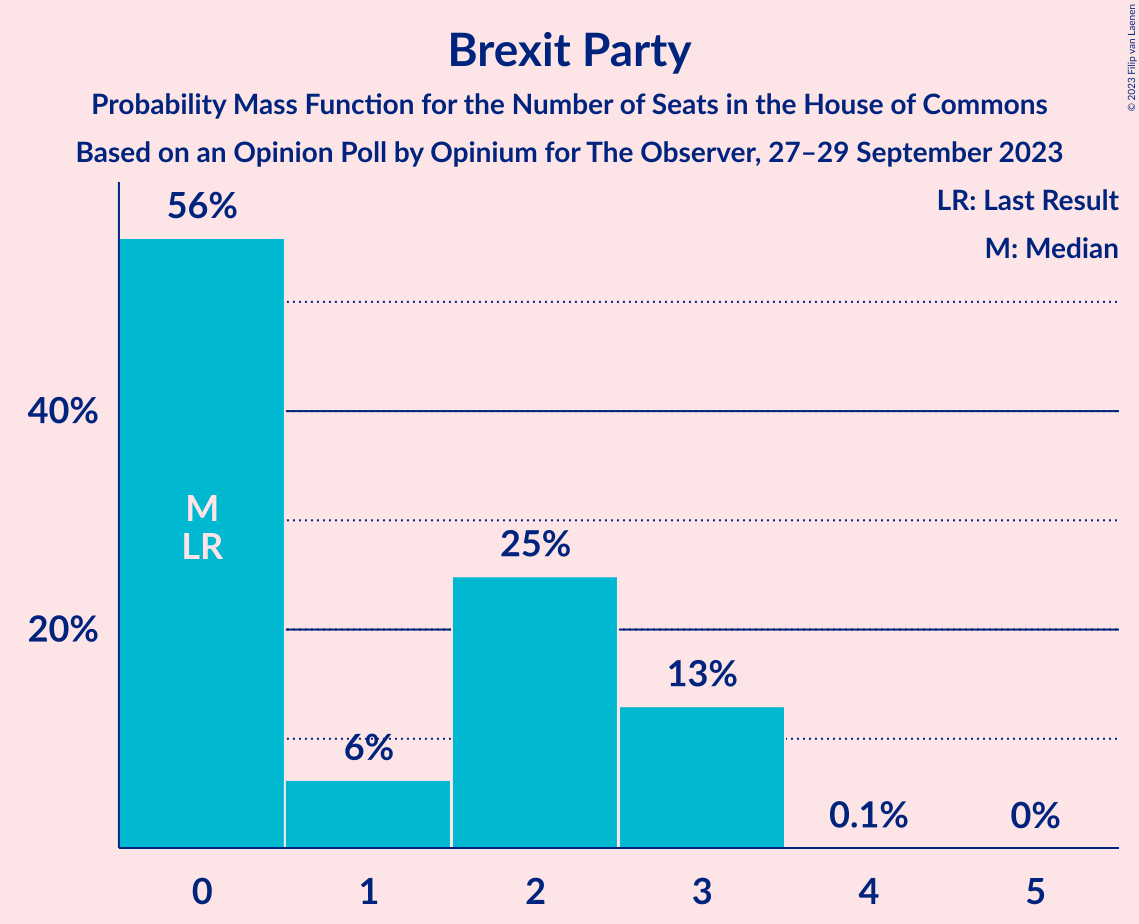 Brexit Party
Probability Mass Function for the Number of Seats in the House of Commons
Based on an Opinion Poll by Opinium for The Observer, 27–29 September 2023
© 2023 Filip van Laenen
LR: Last Result
M: Median
56%
40%
M
LR
25%
20%
13%
6%
0.1%
0%
0
1
2
3
4
5